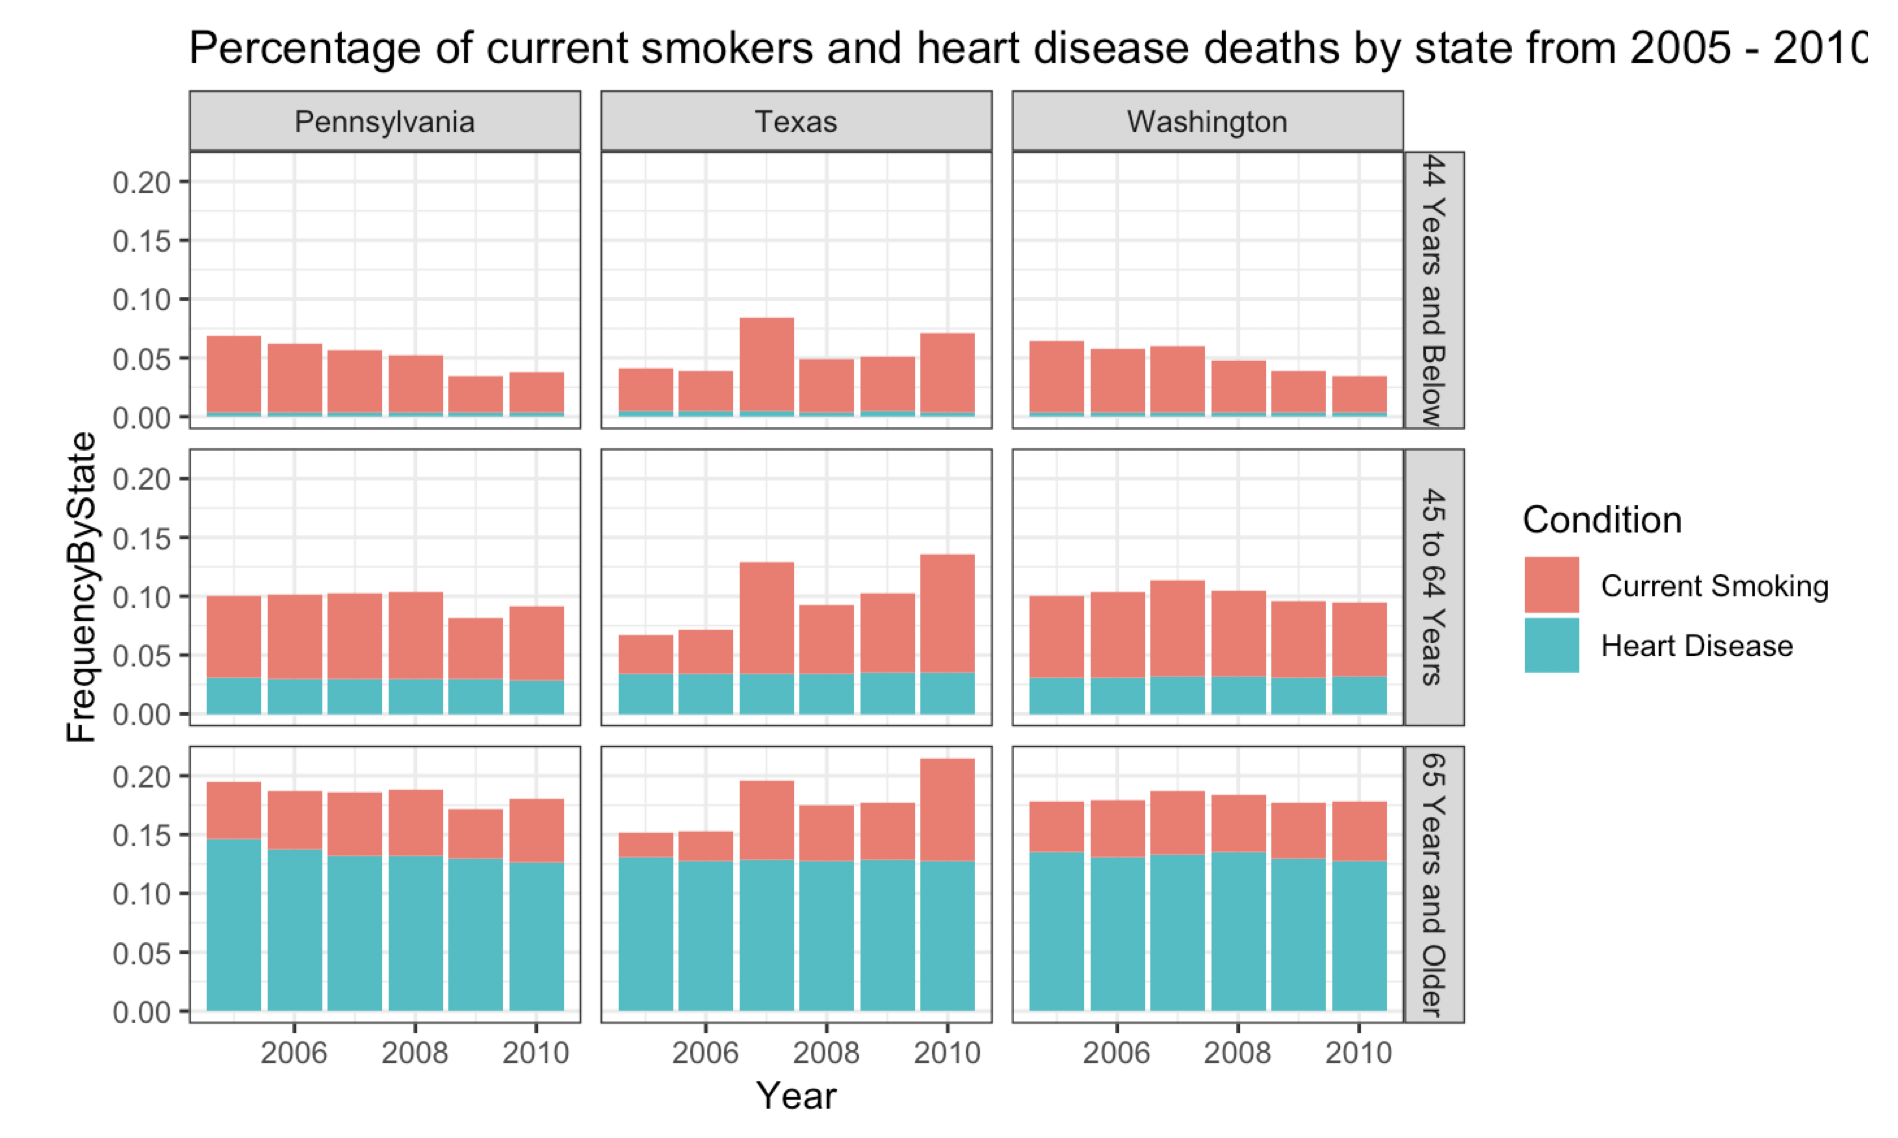 Percentage of current smokers and heart disease deaths by state from 2005 - 2010
Pennsylvania
Texas
Washington
0.20
0.15
0.10
0.05
0.00
44 Years and Below
0.20
0.15
0.10
0.05
0.00
45 to 64 Years
0.20
0.15
0.10
0.05
0.00
65 Years and Older
FrequencyByState
2006 2008 2010
2006 2008 2010
2006 2008 2010
Year
Condition
Current Smoking
Heart Disease